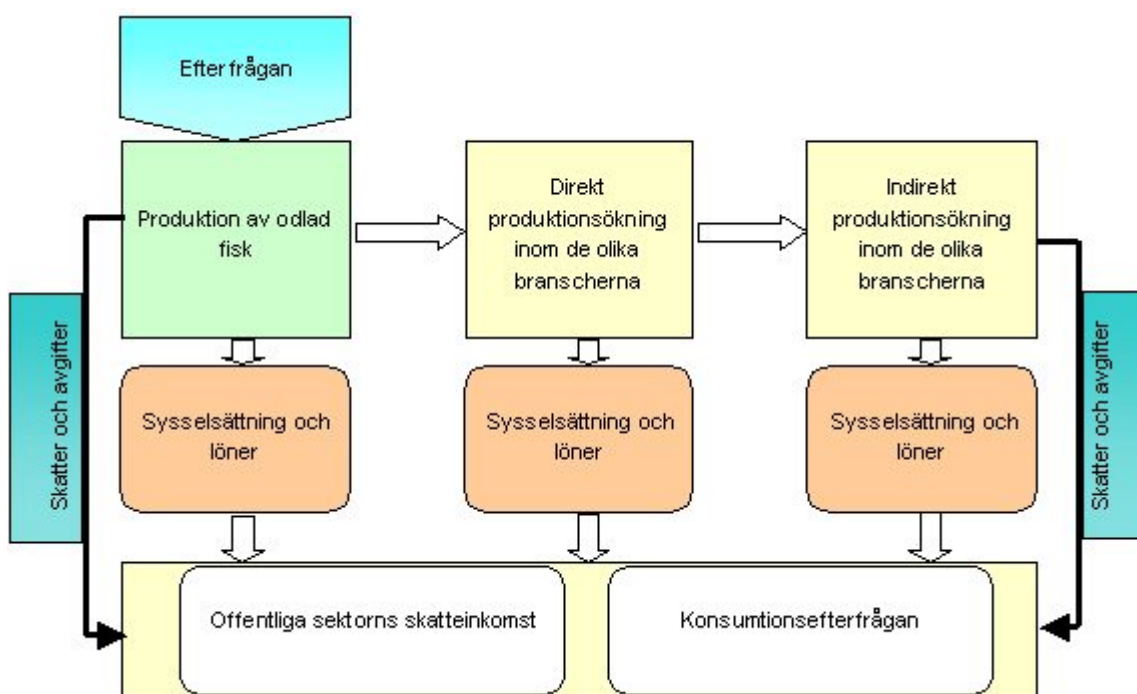 Efterfrågan
Produktion av odlad
fisk
Direkt
produktionsökning
inom de olika
branscherna
Indirekt
produktionsökning
inom de olika
branscherna
Skatter och avgifter
Sysselsättning och
löner
Sysselsättning och
löner
Sysselsättning och
löner
Skatter och avgifter
Offentliga sektorns skatteinkomst
Konsumtionsefterfrågan